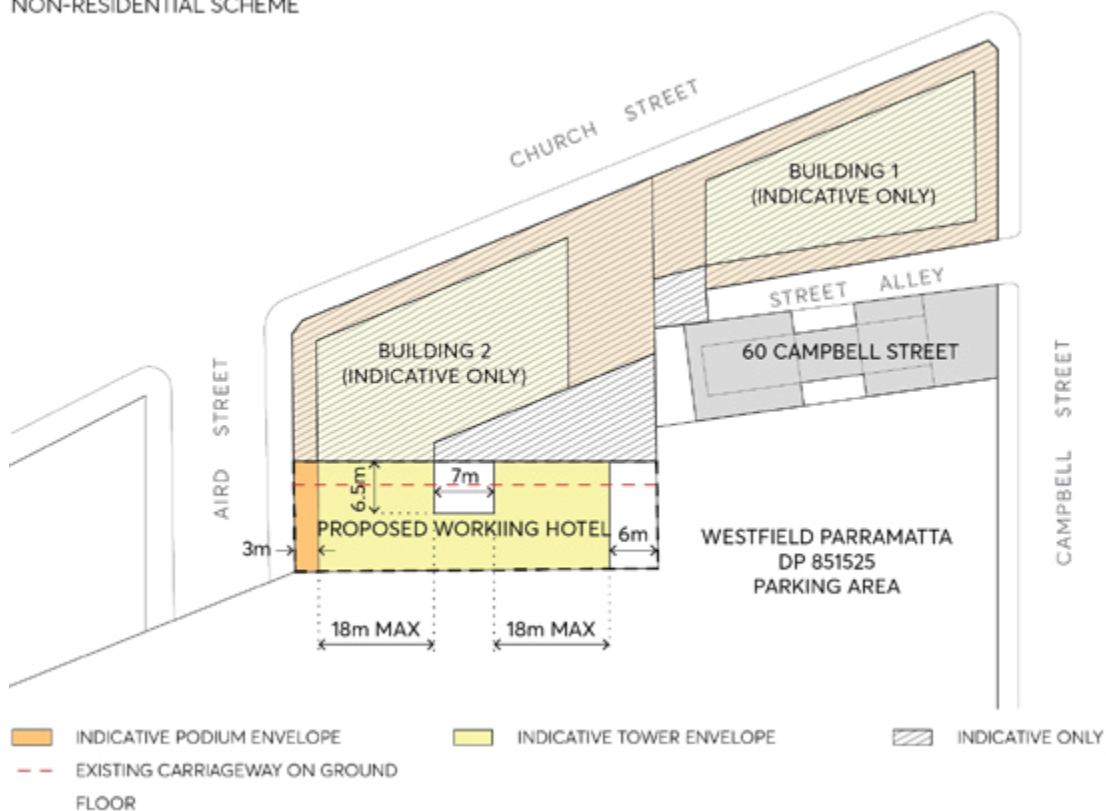 NON-RESIDENTIAL SCHEME
CHURCH STREET
BUILDING 1
(INDICATIVE ONLY)
STREET ALLEY
BUILDING 2
(INDICATIVE ONLY)
60 CAMPBELL STREET
AIRD STREET
CAMPBELL STREET
6.5m
7m
PROPOSED WORKIING HOTEL
6m
3m
WESTFIELD PARRAMATTA
DP 851525
PARKING AREA
18m MAX
18m MAX
INDICATIVE PODIUM ENVELOPE
INDICATIVE TOWER ENVELOPE
INDICATIVE ONLY
EXISTING CARRIAGEWAY ON GROUND
FLOOR